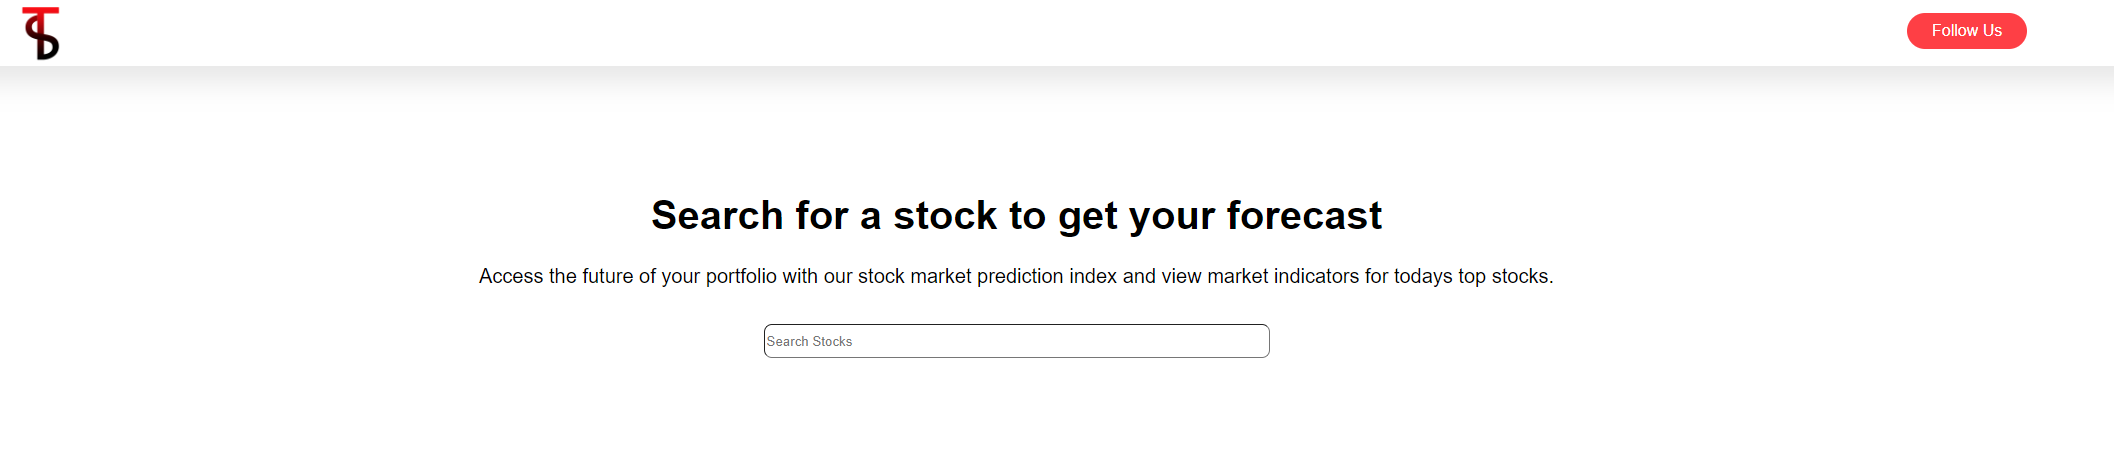 Follow Us
Search for a stock to get your forecast
Access the future of your portfolio with our stock market prediction index and view market indicators for todays top stocks.
Search Stocks